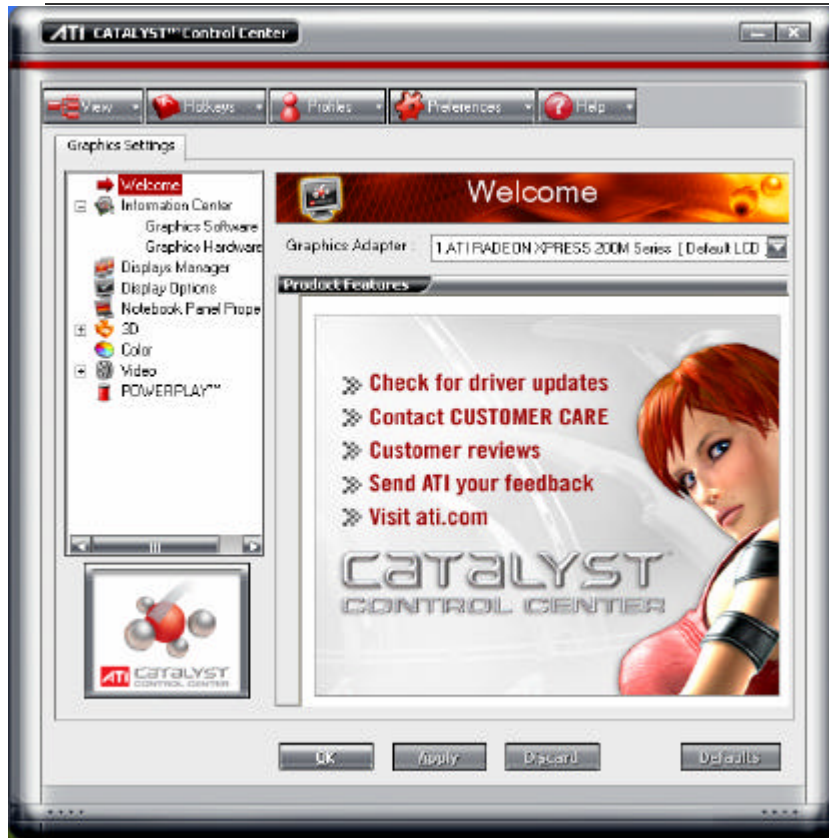 ATI CATALYST™ Control Center
View
Hotkeys
Profiles
Preferences
Help
Graphics Settings
Welcome
Information Center
Graphics Software
Graphics Hardware
Displays Manager
Display Options
Notebook Panel Prope
3D
Color
Video
POWERPLAY™
ATI CATALYST
CONTROL CENTER
Welcome
Graphics Adapter :
1.ATI RADEON XPRESS 200M Series [ Default LCD
Product Features
Check for driver updates
Contact CUSTOMER CARE
Customer reviews
Send ATI your feedback
Visit ati.com
CATALYST
CONTROL CENTER
OK
Apply
Discard
Defaults